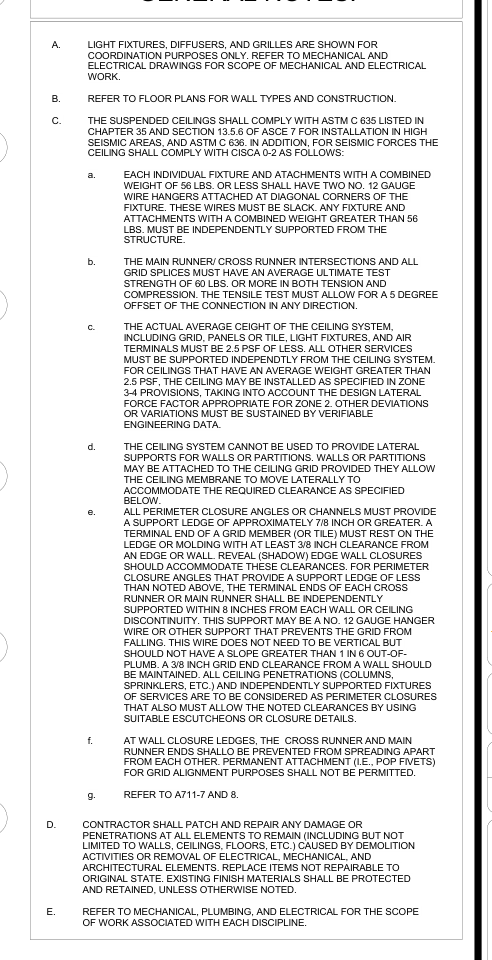 GENERAL NOTES:
A. LIGHT FIXTURES, DIFFUSERS, AND GRILLES ARE SHOWN FOR
COORDINATION PURPOSES ONLY. REFER TO MECHANICAL AND
ELECTRICAL DRAWINGS FOR SCOPE OF MECHANICAL AND ELECTRICAL
WORK.
B. REFER TO FLOOR PLANS FOR WALL TYPES AND CONSTRUCTION.
C. THE SUSPENDED CEILINGS SHALL COMPLY WITH ASTM C 635 LISTED IN
CHAPTER 35 AND SECTION 13.5.6 OF ASCE 7 FOR INSTALLATION IN HIGH
SEISMIC AREAS, AND ASTM C 636. IN ADDITION, FOR SEISMIC FORCES THE
CEILING SHALL COMPLY WITH CISCA 0-2 AS FOLLOWS:
a. EACH INDIVIDUAL FIXTURE AND ATACHMENTS WITH A COMBINED
WEIGHT OF 56 LBS. OR LESS SHALL HAVE TWO NO. 12 GAUGE
WIRE HANGERS ATTACHED AT DIAGONAL CORNERS OF THE
FIXTURE. THESE WIRES MUST BE SLACK. ANY FIXTURE AND
ATTACHMENTS WITH A COMBINED WEIGHT GREATER THAN 56
LBS. MUST BE INDEPENDENTLY SUPPORTED FROM THE
STRUCTURE.
b. THE MAIN RUNNER/ CROSS RUNNER INTERSECTIONS AND ALL
GRID SPLICES MUST HAVE AN AVERAGE ULTIMATE TEST
STRENGTH OF 60 LBS. OR MORE IN BOTH TENSION AND
COMPRESSION. THE TENSILE TEST MUST ALLOW FOR A 5 DEGREE
OFFSET OF THE CONNECTION IN ANY DIRECTION.
c. THE ACTUAL AVERAGE CEIGHT OF THE CEILING SYSTEM,
INCLUDING GRID, PANELS OR TILE, LIGHT FIXTURES, AND AIR
TERMINALS MUST BE 2.5 PSF OF LESS. ALL OTHER SERVICES
MUST BE SUPPORTED INDEPENDTLY FROM THE CEILING SYSTEM.
FOR CEILINGS THAT HAVE AN AVERAGE WEIGHT GREATER THAN
2.5 PSF, THE CEILING MAY BE INSTALLED AS SPECIFIED IN ZONE
3-4 PROVISIONS, TAKING INTO ACCOUNT THE DESIGN LATERAL
FORCE FACTOR APPROPRIATE FOR ZONE 2. OTHER DEVIATIONS
OR VARIATIONS MUST BE SUSTAINED BY VERIFIABLE
ENGINEERING DATA.
d. THE CEILING SYSTEM CANNOT BE USED TO PROVIDE LATERAL
SUPPORTS FOR WALLS OR PARTITIONS. WALLS OR PARTITIONS
MAY BE ATTACHED TO THE CEILING GRID PROVIDED THEY ALLOW
THE CEILING MEMBRANE TO MOVE LATERALLY TO
ACCOMMODATE THE REQUIRED CLEARANCE AS SPECIFIED
BELOW.
e. ALL PERIMETER CLOSURE ANGLES OR CHANNELS MUST PROVIDE
A SUPPORT LEDGE OF APPROXIMATELY 7/8 INCH OR GREATER. A
TERMINAL END OF A GRID MEMBER (OR TILE) MUST REST ON THE
LEDGE OR MOLDING WITH AT LEAST 3/8 INCH CLEARANCE FROM
AN EDGE OR WALL. REVEAL (SHADOW) EDGE WALL CLOSURES
SHOULD ACCOMMODATE THESE CLEARANCES. FOR PERIMETER
CLOSURE ANGLES THAT PROVIDE A SUPPORT LEDGE OF LESS
THAN NOTED ABOVE, THE TERMINAL ENDS OF EACH CROSS
RUNNER OR MAIN RUNNER SHALL BE INDEPENDENTLY
SUPPORTED WITHIN 8 INCHES FROM EACH WALL OR CEILING
DISCONTINUITY. THIS SUPPORT MAY BE A NO. 12 GAUGE HANGER
WIRE OR OTHER SUPPORT THAT PREVENTS THE GRID FROM
FALLING. THIS WIRE DOES NOT NEED TO BE VERTICAL BUT
SHOULD NOT HAVE A SLOPE GREATER THAN 1 IN 6 OUT-OF-
PLUMB. A 3/8 INCH GRID END CLEARANCE FROM A WALL SHOULD
BE MAINTAINED. ALL CEILING PENETRATIONS (COLUMNS,
SPRINKLERS, ETC.) AND INDEPENDENTLY SUPPORTED FIXTURES
OF SERVICES ARE TO BE CONSIDERED AS PERIMETER CLOSURES
THAT ALSO MUST ALLOW THE NOTED CLEARANCES BY USING
SUITABLE ESCUTCHEONS OR CLOSURE DETAILS.
f. AT WALL CLOSURE LEDGES, THE CROSS RUNNER AND MAIN
RUNNER ENDS SHALLO BE PREVENTED FROM SPREADING APART
FROM EACH OTHER. PERMANENT ATTACHMENT (I.E., POP FIVETS)
FOR GRID ALIGNMENT PURPOSES SHALL NOT BE PERMITTED.
g. REFER TO A711-7 AND 8.
D. CONTRACTOR SHALL PATCH AND REPAIR ANY DAMAGE OR
PENETRATIONS AT ALL ELEMENTS TO REMAIN (INCLUDING BUT NOT
LIMITED TO WALLS, CEILINGS, FLOORS, ETC.) CAUSED BY DEMOLITION
ACTIVITIES OR REMOVAL OF ELECTRICAL, MECHANICAL, AND
ARCHITECTURAL ELEMENTS. REPLACE ITEMS NOT REPAIRABLE TO
ORIGINAL STATE. EXISTING FINISH MATERIALS SHALL BE PROTECTED
AND RETAINED, UNLESS OTHERWISE NOTED.
E. REFER TO MECHANICAL, PLUMBING, AND ELECTRICAL FOR THE SCOPE
OF WORK ASSOCIATED WITH EACH DISCIPLINE.